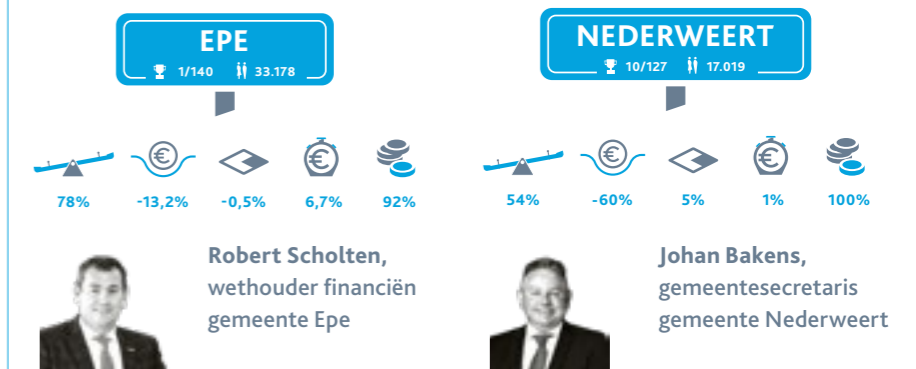 EPE
1/140 33.178
78% -13,2% -0,5% 6,7% 92%
Robert Scholten,
wethouder financiën
gemeente Epe
NEDERWEERT
10/127 17.019
54% -60% 5% 1% 100%
Johan Bakens,
gemeentesecretaris
gemeente Nederweert